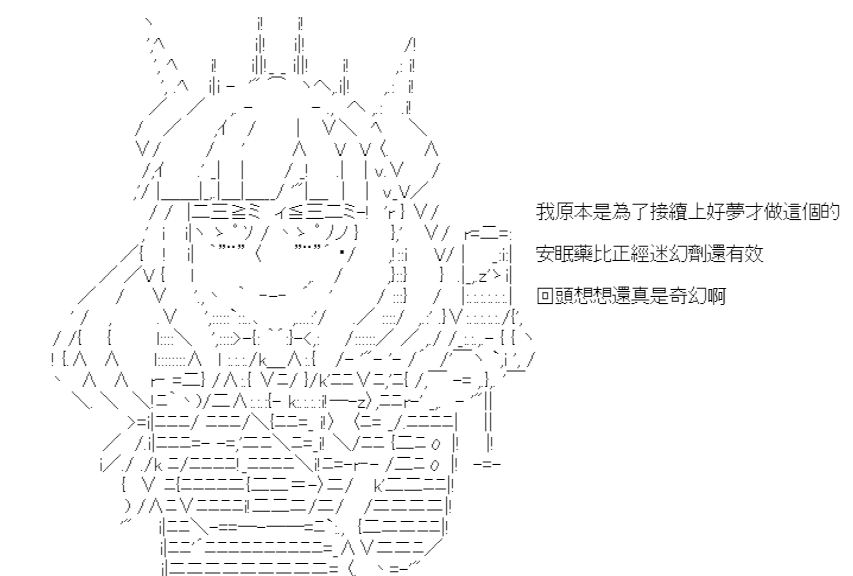 我原本是為了接續上好夢才做這個的
安眠藥比正經迷幻劑還有效
回頭想想還真是奇幻啊